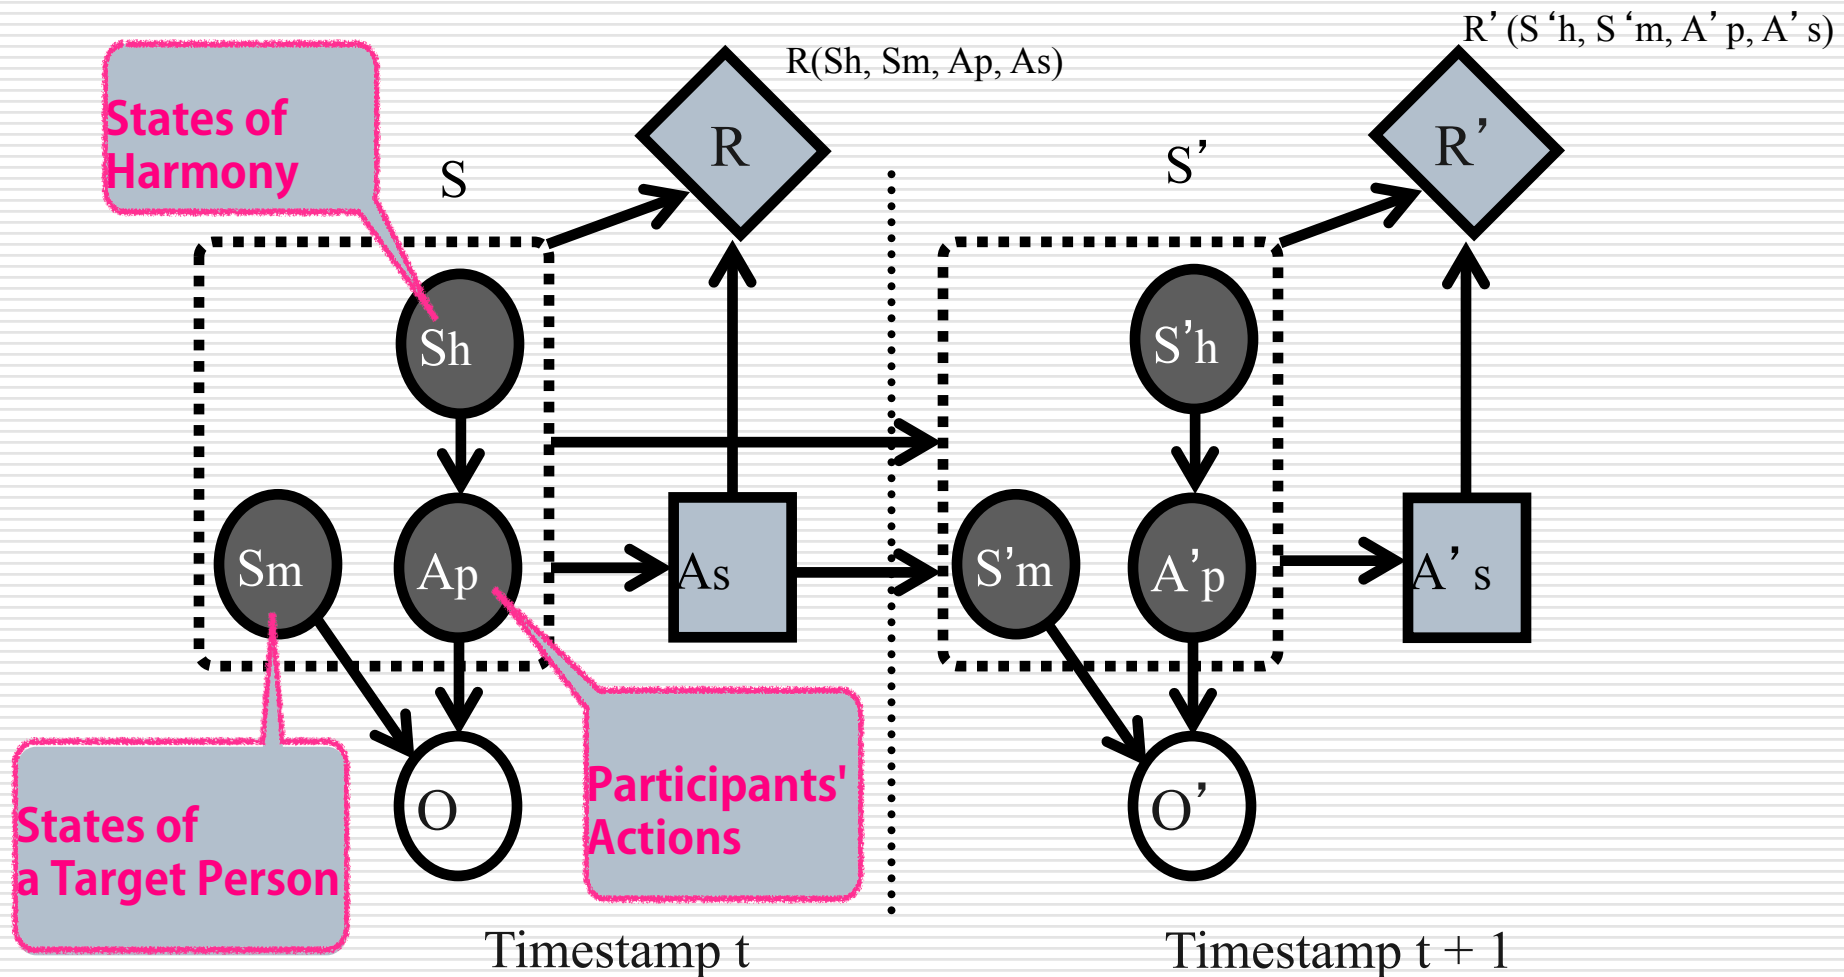 R’(S‘h, S‘m, A’p, A’s)
R(Sh, Sm, Ap, As)
States of
Harmony
S
R
S’
R’
Sh
S’h
Sm
Ap
As
S’m
A’p
A’s
States of
a Target Person
O
Participants'
Actions
O’
Timestamp t
Timestamp t + 1